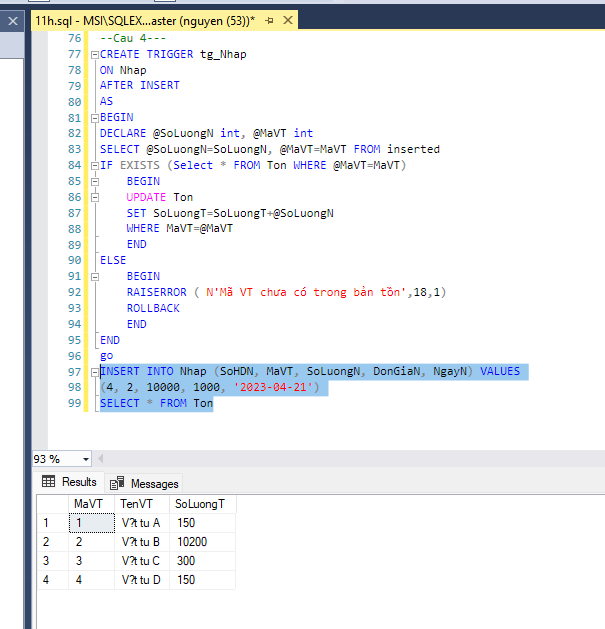 11h.sql - MSI\SQLEX...aster (nguyen (53))*
76 --Cau 4---
77 CREATE TRIGGER tg_Nhap
78 ON Nhap
79 AFTER INSERT
80 AS
81 BEGIN
82 DECLARE @SoLuongN int, @MaVT int
83 SELECT @SoLuongN=SoLuongN, @MaVT=MaVT FROM inserted
84 IF EXISTS (Select * FROM Ton WHERE @MaVT=MaVT)
85 BEGIN
86 UPDATE Ton
87 SET SoLuongT=SoLuongT+@SoLuongN
88 WHERE MaVT=@MaVT
89 END
90 ELSE
91 BEGIN
92 RAISERROR ( N'Mã VT chưa có trong bản tồn',18,1)
93 ROLLBACK
94 END
95 END
96 go
97 INSERT INTO Nhap (SoHDN, MaVT, SoLuongN, DonGiaN, NgayN) VALUES
98 (4, 2, 10000, 1000, '2023-04-21')
99 SELECT * FROM Ton
93 %
Results Messages
MaVT TenVT SoLuongT
1 1 V?t tu A 150
2 2 V?t tu B 10200
3 3 V?t tu C 300
4 4 V?t tu D 150